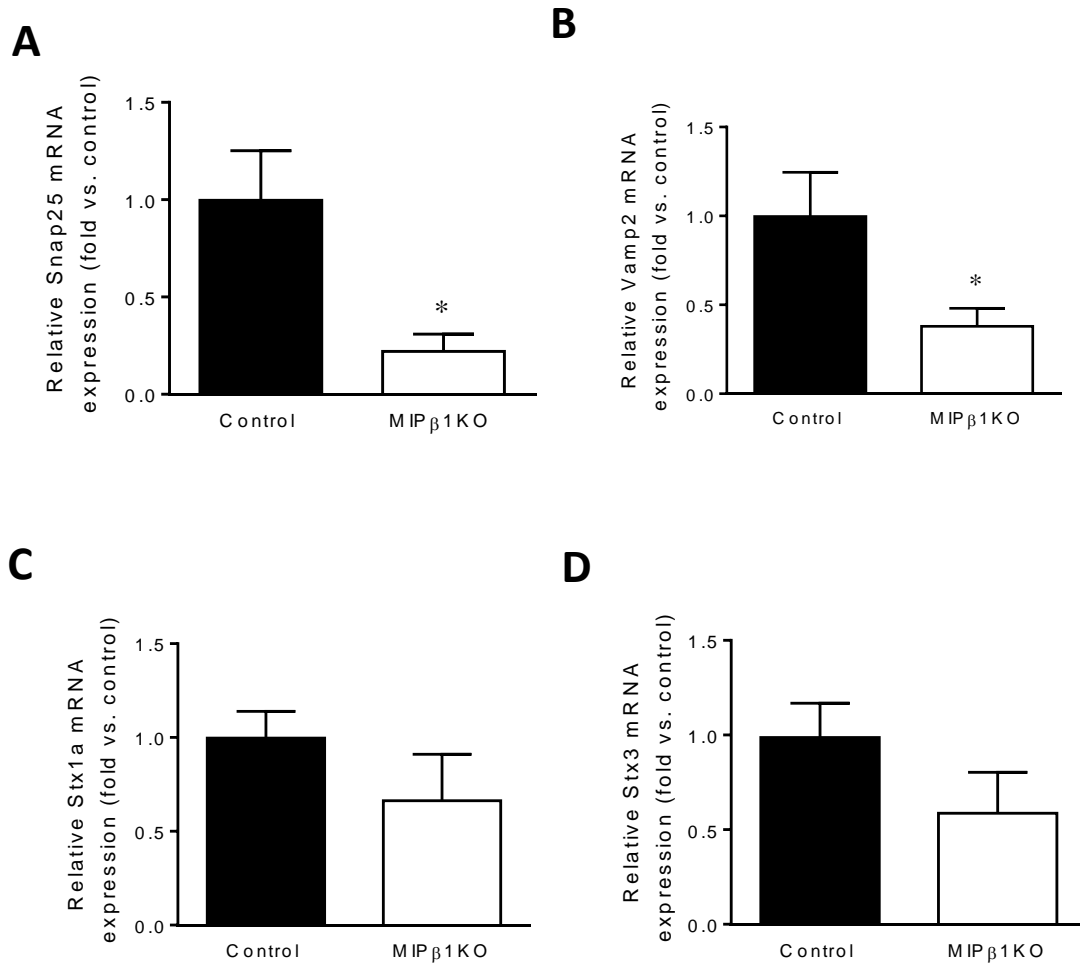 A
Relative Snap25 mRNA
expression (fold vs. control)
1.5
1.0
0.5
0.0
*
Control
MIPβ1KO
B
Relative Vamp2 mRNA
expression (fold vs. control)
1.5
1.0
0.5
0.0
*
Control
MIPβ1KO
C
Relative Stx1a mRNA
expression (fold vs. control)
1.5
1.0
0.5
0.0
Control
MIPβ1KO
D
Relative Stx3 mRNA
expression (fold vs. control)
1.5
1.0
0.5
0.0
Control
MIPβ1KO